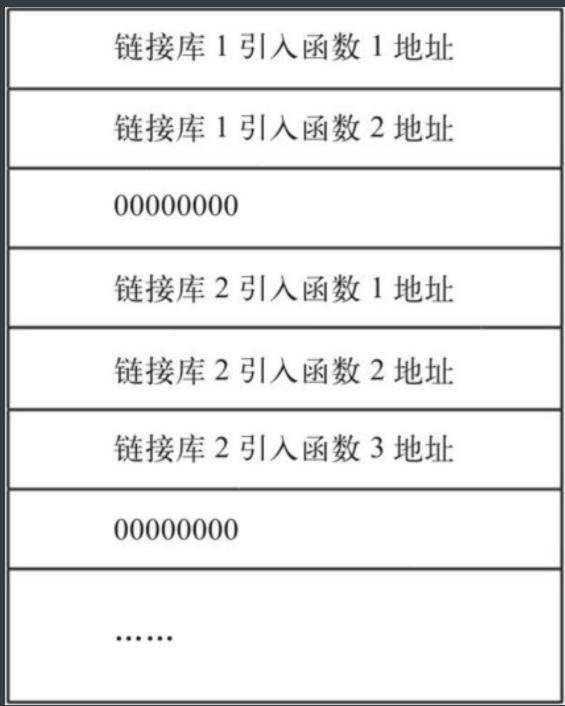 链接库 1 引入函数 1 地址
链接库 1 引入函数 2 地址
00000000
链接库 2 引入函数 1 地址
链接库 2 引入函数 2 地址
链接库 2 引入函数 3 地址
00000000
……